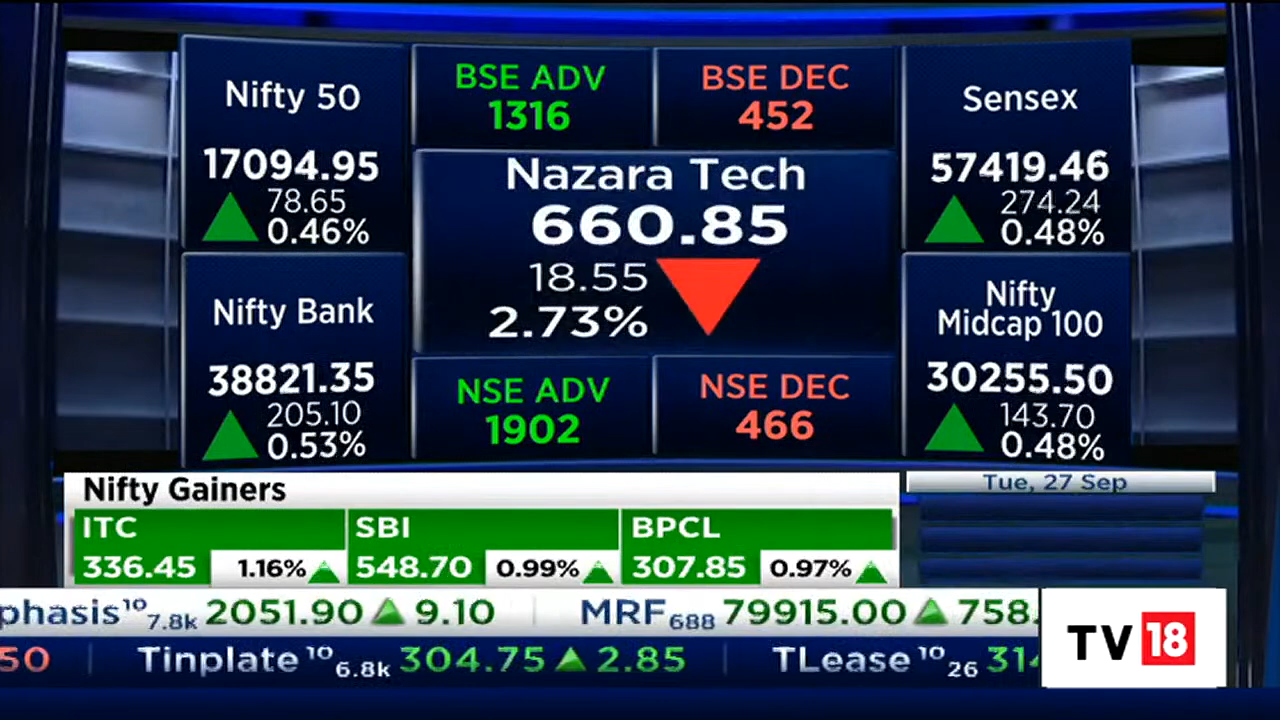 Nifty 50
17094.95
78.65
0.46%
BSE ADV
1316
BSE DEC
452
Sensex
57419.46
274.24
0.48%
Nazara Tech
660.85
18.55
2.73%
Nifty Bank
38821.35
205.10
0.53%
NSE ADV
1902
NSE DEC
466
Nifty
Midcap 100
30255.50
143.70
0.48%
Nifty Gainers
Tue, 27 Sep
ITC
336.45 1.16%
SBI
548.70 0.99%
BPCL
307.85 0.97%
phasis 10 7.8k 2051.90 9.10 MRF 688 79915.00 758
50 Tinplate 10 6.8k 304.75 2.85 TLease 10 26 31
TV 18